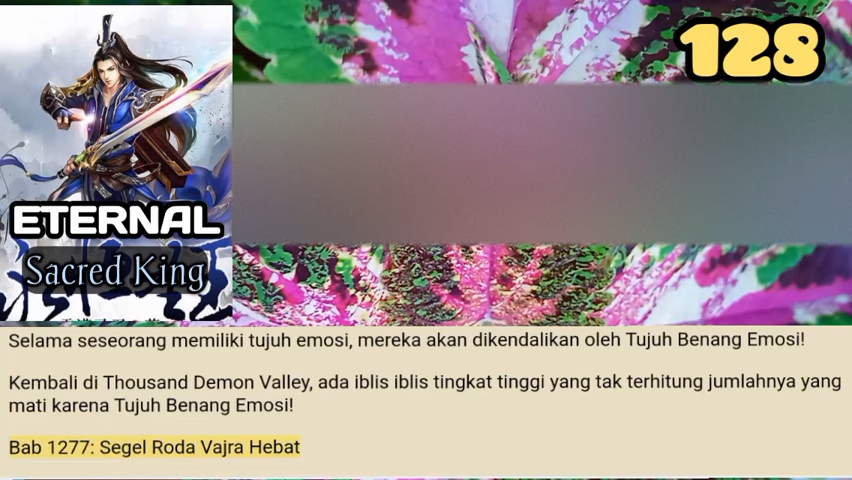 128
ETERNAL
Sacred King
Selama seseorang memiliki tujuh emosi, mereka akan dikendalikan oleh Tujuh Benang Emosi!
Kembali di Thousand Demon Valley, ada iblis iblis tingkat tinggi yang tak terhitung jumlahnya yang
mati karena Tujuh Benang Emosi!
Bab 1277: Segel Roda Vajra Hebat